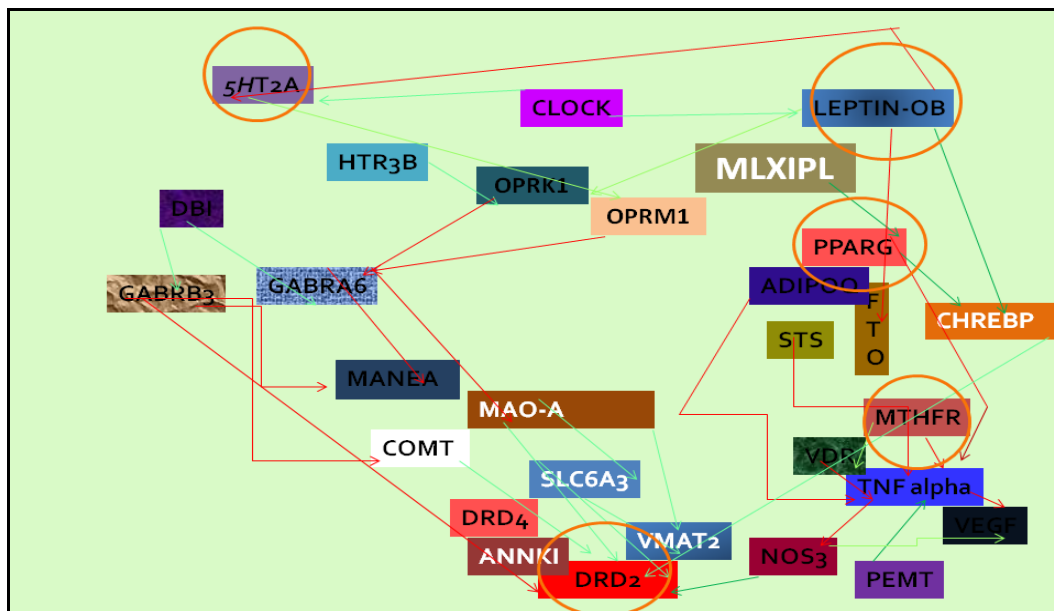 5HT2A
CLOCK
LEPTIN-OB
HTR3B
MLXIPL
OPRK1
DBI
OPRM1
PPARG
GABRB3
GABRA6
ADIPOQ
FTO
CHREBP
STS
MANEA
MAO-A
MTHFR
COMT
VDR
SLC6A3
TNF alpha
DRD4
VEGF
ANNKI
VMAT2
NOS3
DRD2
PEMT